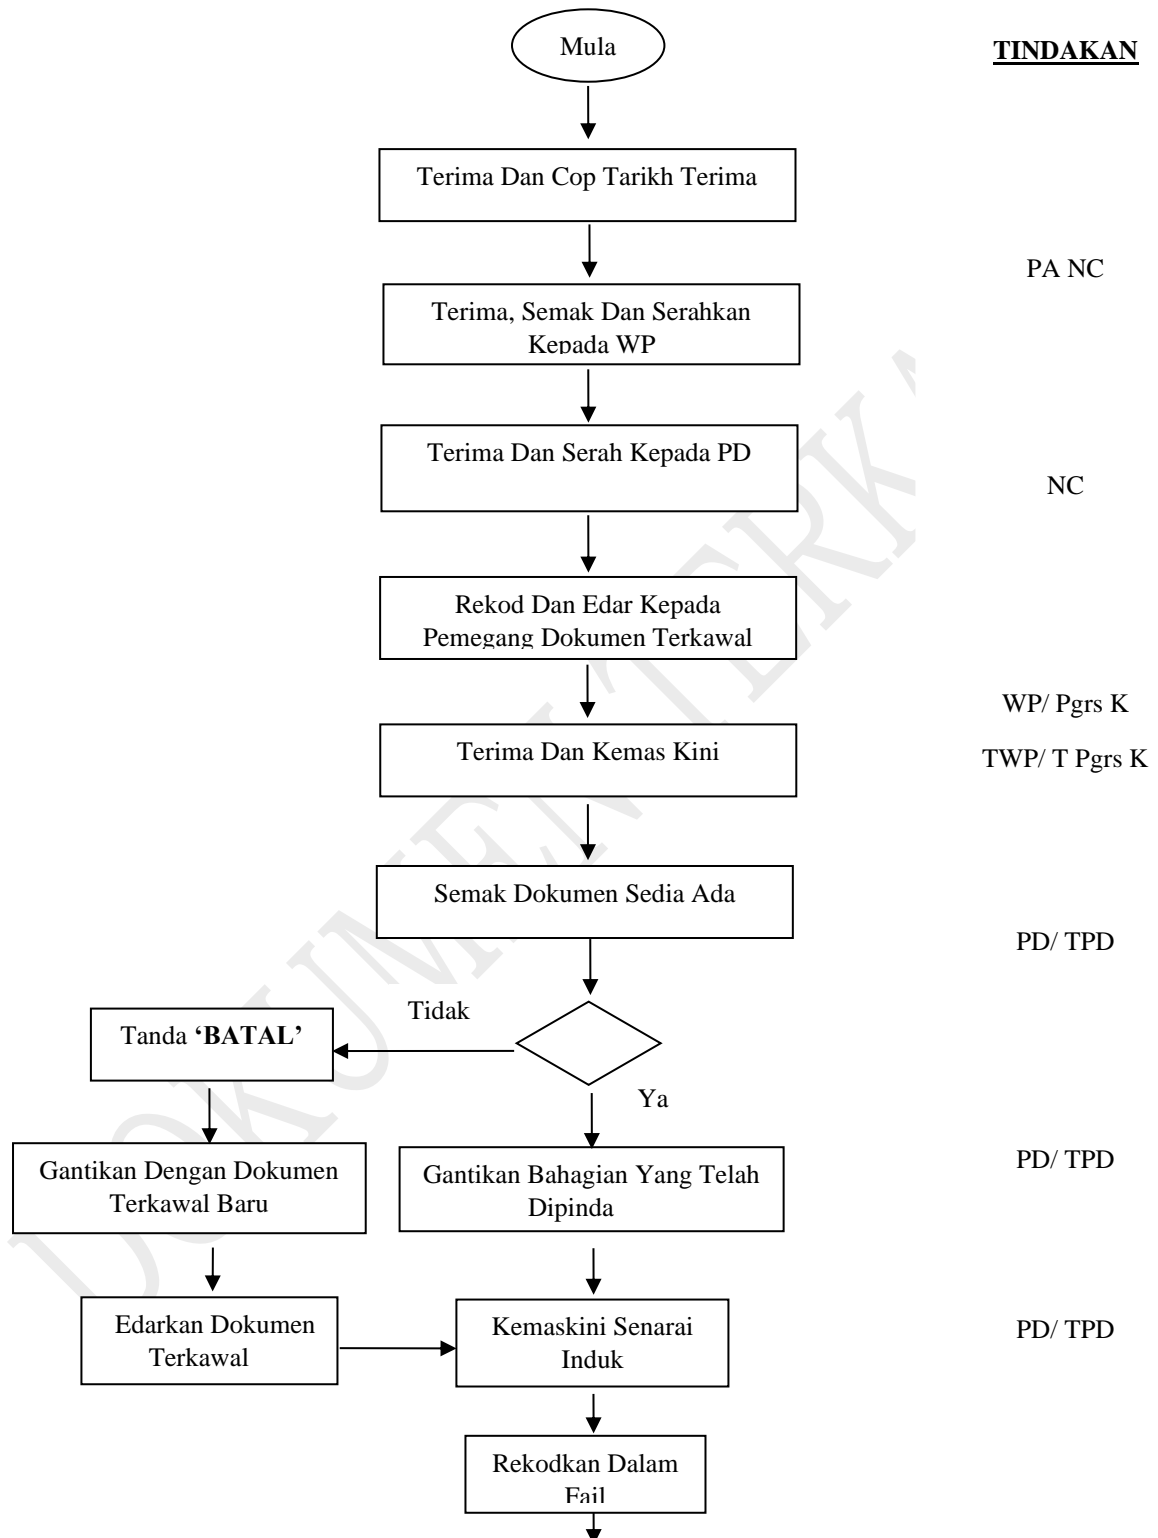 Mula
TINDAKAN
Terima Dan Cop Tarikh Terima
PA NC
Terima, Semak Dan Serahkan
Kepada WP
Terima Dan Serah Kepada PD
NC
Rekod Dan Edar Kepada
Pemegang Dokumen Terkawal
WP/ Pgrs K
Terima Dan Kemas Kini
TWP/ T Pgrs K
Semak Dokumen Sedia Ada
PD/ TPD
Tidak
Tanda ‘BATAL’
Ya
Gantikan Dengan Dokumen
Terkawal Baru
Gantikan Bahagian Yang Telah
Dipinda
PD/ TPD
Edarkan Dokumen
Terkawal
Kemaskini Senarai
Induk
PD/ TPD
Rekodkan Dalam
Fail
DOKUMEN TERKA